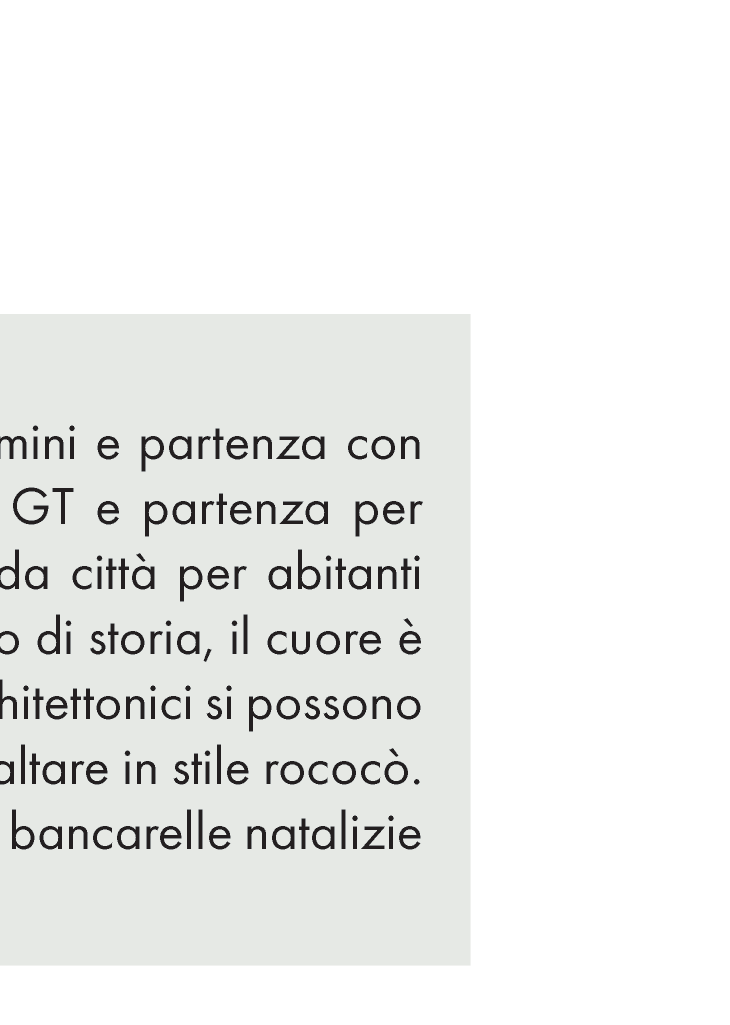 mini e partenza con
GT e partenza per
da città per abitanti
o di storia, il cuore è
hitettonici si possono
altare in stile rococò.
bancarelle natalizie